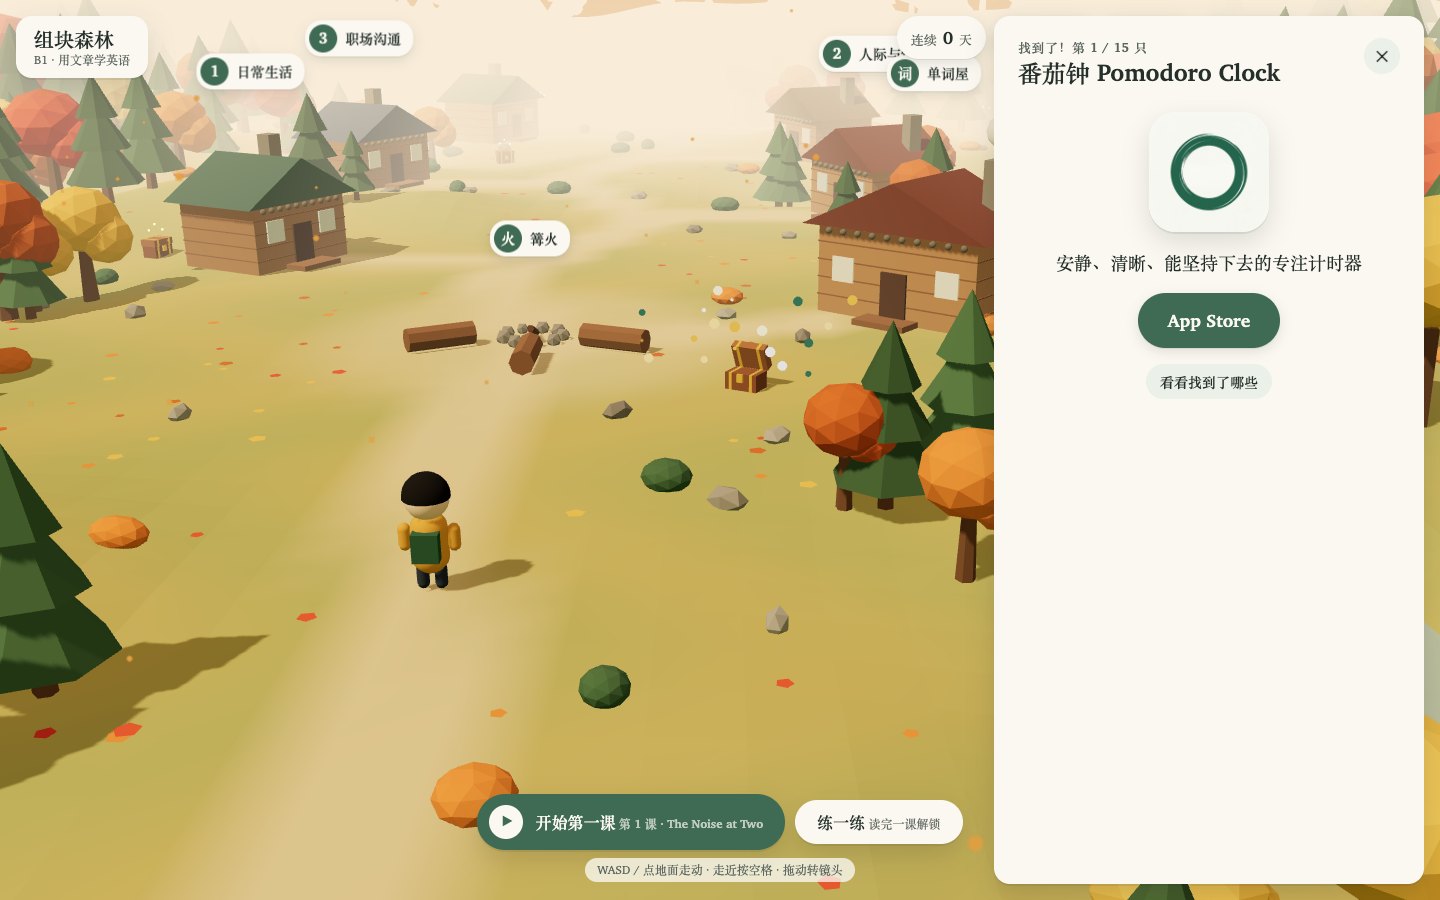 组块森林
B1 · 用文章学英语
3 职场沟通
1 日常生活
2 人际与
连续 0 天
词 单词屋
火 篝火
找到了！第 1 / 15 只
番茄钟 Pomodoro Clock
安静、清晰、能坚持下去的专注计时器
App Store
看看找到了哪些
开始第一课 第 1 课 · The Noise at Two
练一练 读完一课解锁
WASD / 点地面走动 · 走近按空格 · 拖动转镜头